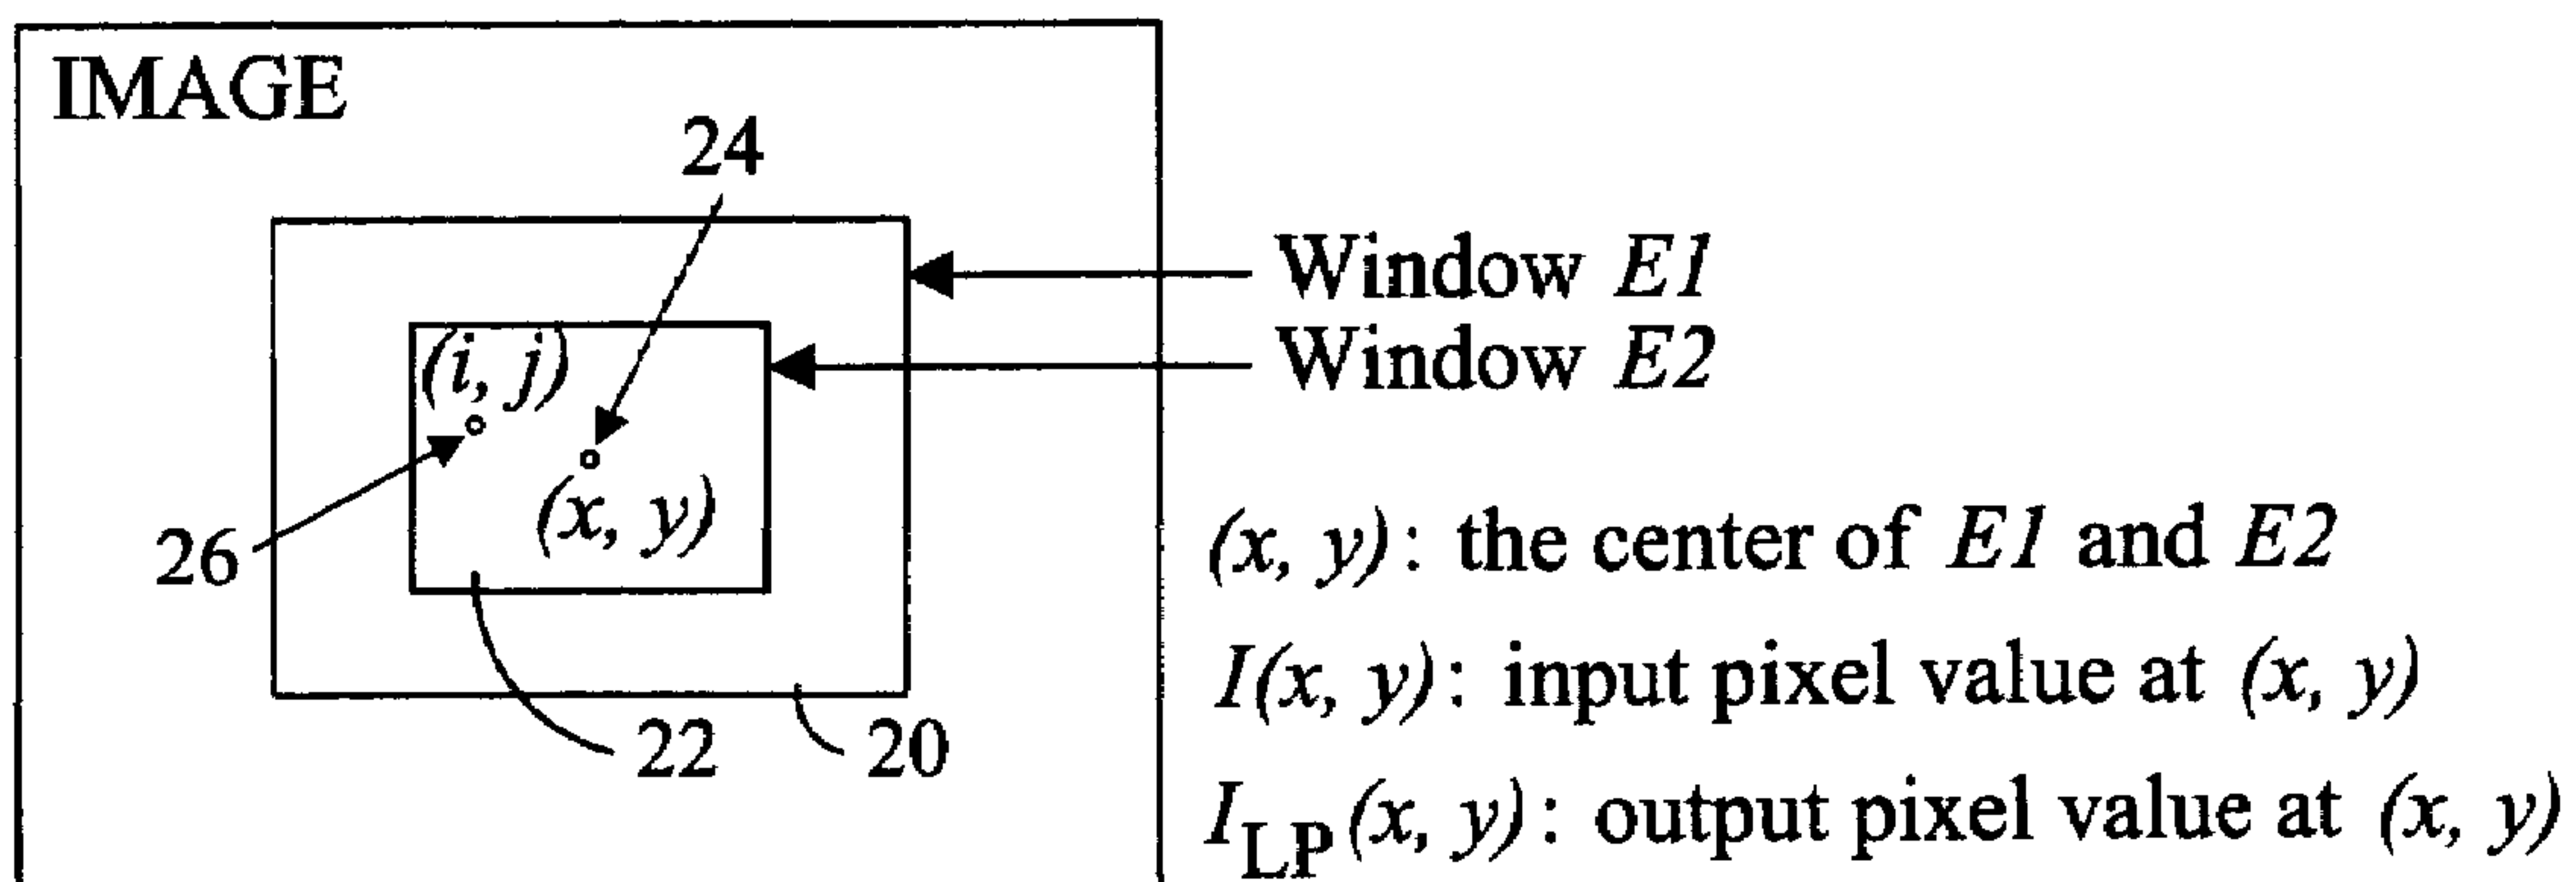 IMAGE
24
Window E1
Window E2
(i, j)
(x, y)
26
(x, y): the center of E1 and E2
I(x, y): input pixel value at (x, y)
22
20
I_LP(x, y): output pixel value at (x, y)